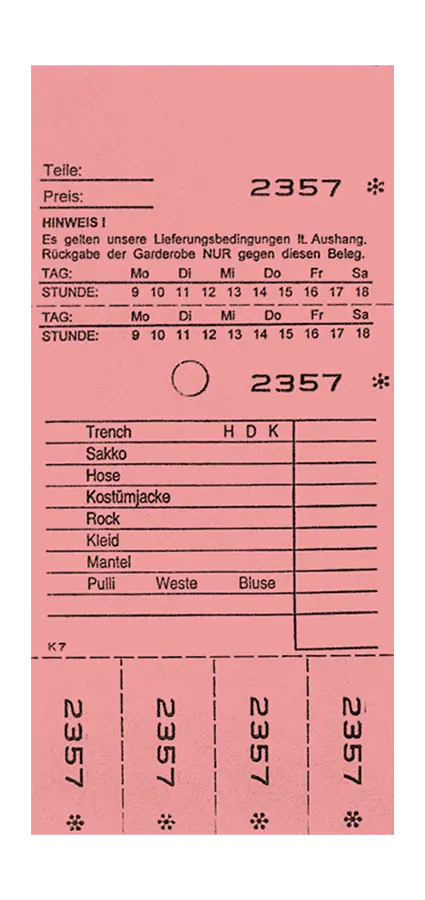 Teile:
2357 *
Preis:
HINWEIS !
Es gelten unsere Lieferungsbedingungen lt. Aushang.
Rückgabe der Garderobe NUR gegen diesen Beleg.
TAG: Mo Di Mi Do Fr Sa
STUNDE: 9 10 11 12 13 14 15 16 17 18
TAG: Mo Di Mi Do Fr Sa
STUNDE: 9 10 11 12 13 14 15 16 17 18
2357 *
Trench H D K
Sakko
Hose
Kostümjacke
Rock
Kleid
Mantel
Pulli Weste Bluse
K7
2357 *
2357 *
2357 *
2357 *